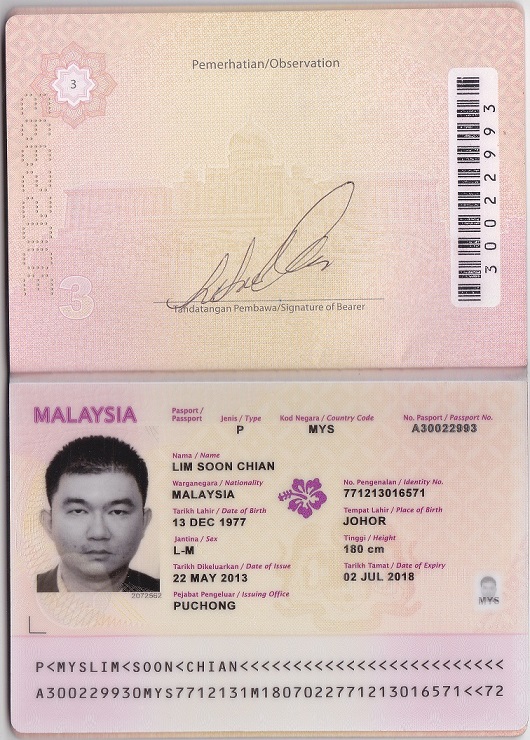 3
Pemerhatian/Observation
30022993
3
Tandatangan Pembawa/Signature of Bearer
MALAYSIA
Pasport/ Passport
Jenis / Type
Kod Negara / Country Code
No. Pasport / Passport No.
P
MYS
A30022993
Nama / Name
LIM SOON CHIAN
Warganegara / Nationality
No. Pengenalan / Identity No.
MALAYSIA
771213016571
Tarikh Lahir / Date of Birth
Tempat Lahir / Place of Birth
13 DEC 1977
JOHOR
Jantina / Sex
Tinggi / Height
L-M
180 cm
Tarikh Dikeluarkan / Date of Issue
Tarikh Tamat / Date of Expiry
22 MAY 2013
02 JUL 2018
Pejabat Pengeluar / Issuing Office
PUCHONG
2072562
MYS
P<MYSLIM<SOON<CHIAN<<<<<<<<<<<<<<<<<<<<<<<<<
A300229930MYS7712131M1807022771213016571<<72